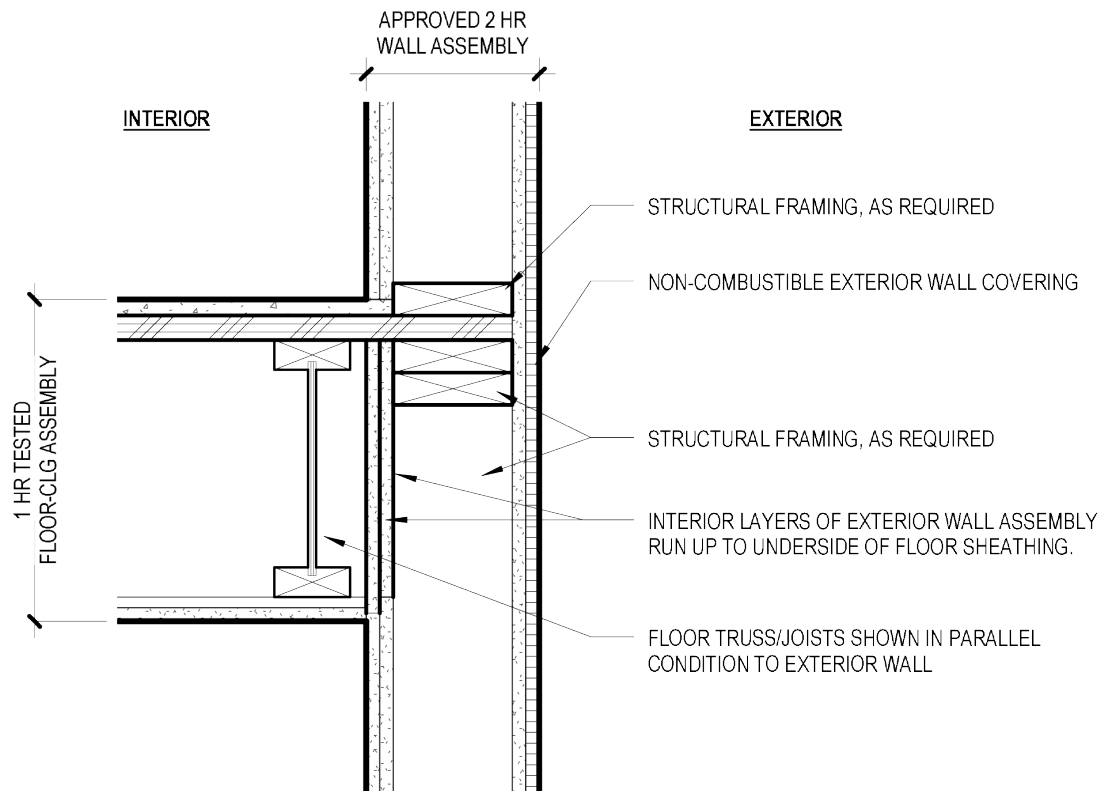 APPROVED 2 HR
WALL ASSEMBLY
INTERIOR
EXTERIOR
STRUCTURAL FRAMING, AS REQUIRED
NON-COMBUSTIBLE EXTERIOR WALL COVERING
1 HR TESTED
FLOOR-CLG ASSEMBLY
STRUCTURAL FRAMING, AS REQUIRED
INTERIOR LAYERS OF EXTERIOR WALL ASSEMBLY
RUN UP TO UNDERSIDE OF FLOOR SHEATHING.
FLOOR TRUSS/JOISTS SHOWN IN PARALLEL
CONDITION TO EXTERIOR WALL